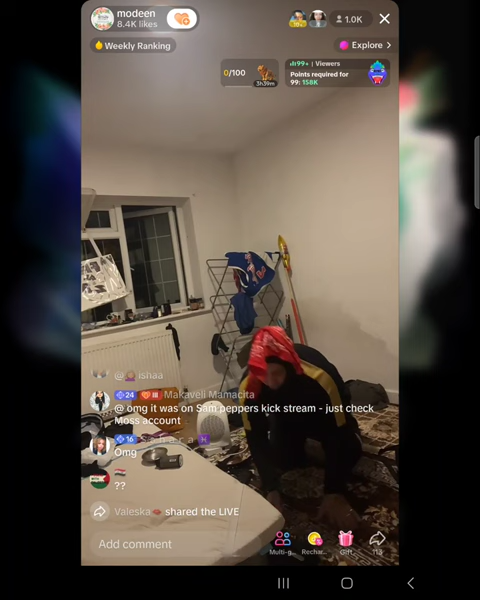 modeen
8.4K likes
1.0K
Weekly Ranking
Explore >
0/100
3h39m
99+ | Viewers
Points required for
99: 158K
@ ishaa
24 III Makaveli Mamacita
@ omg it was on Sam peppers kick stream - just check
Moss account
16 S a h a r a
Omg
??
Valeska shared the LIVE
Add comment
Multi-g...
Rechar...
Gift
113